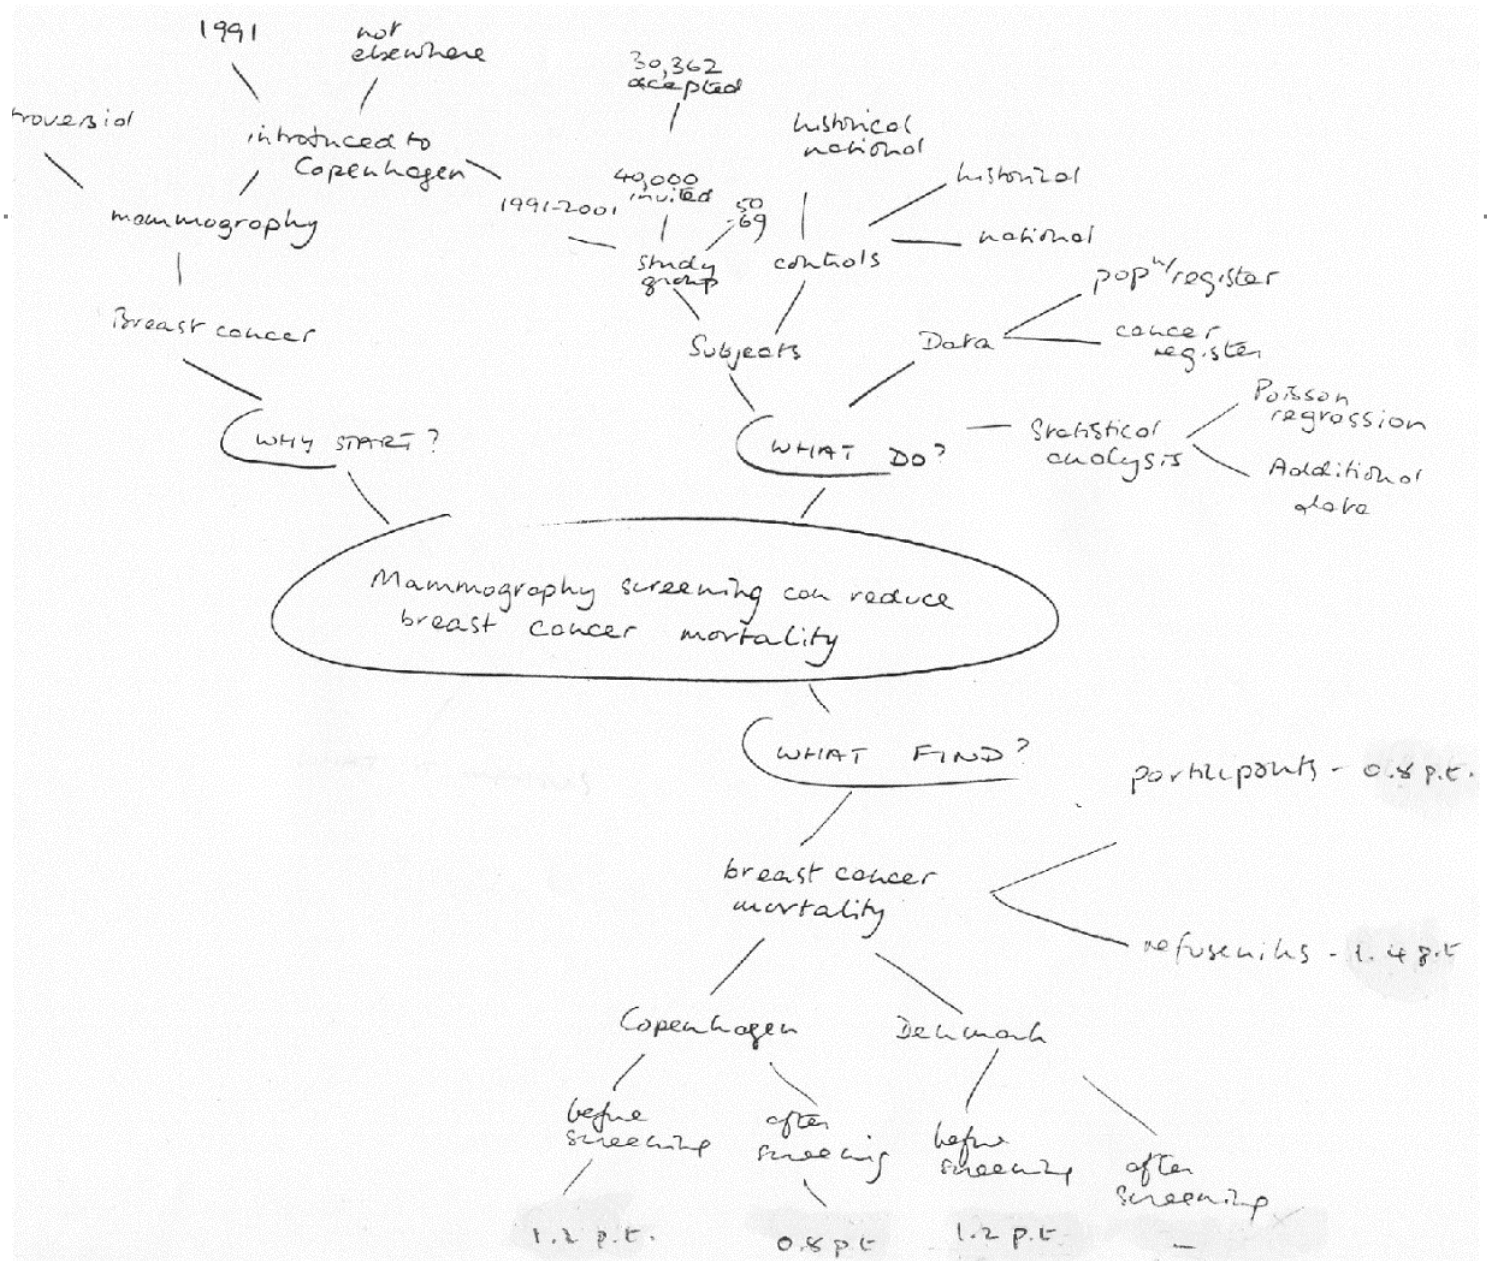 1991
not
elsewhere
30,362
accepted
troversial
introduced to
Copenhagen
historical
national
historical
40,000
invited
1991-2001
50
-69
mammography
study
group
controls
national
popn/register
Breast cancer
Subjects
Data
cancer
register
Poisson
regression
WHY START?
WHAT DO?
Statistical
analysis
Additional
data
Mammography screening can reduce
breast cancer mortality
WHAT FIND?
participants - 0.8 p.t.
breast cancer
mortality
refuseniks - 1.4 p.t
Copenhagen
Denmark
before
screening
after
screening
before
screening
after
screening
1.2 p.t.
0.8 p t
1.2 p.t.
-